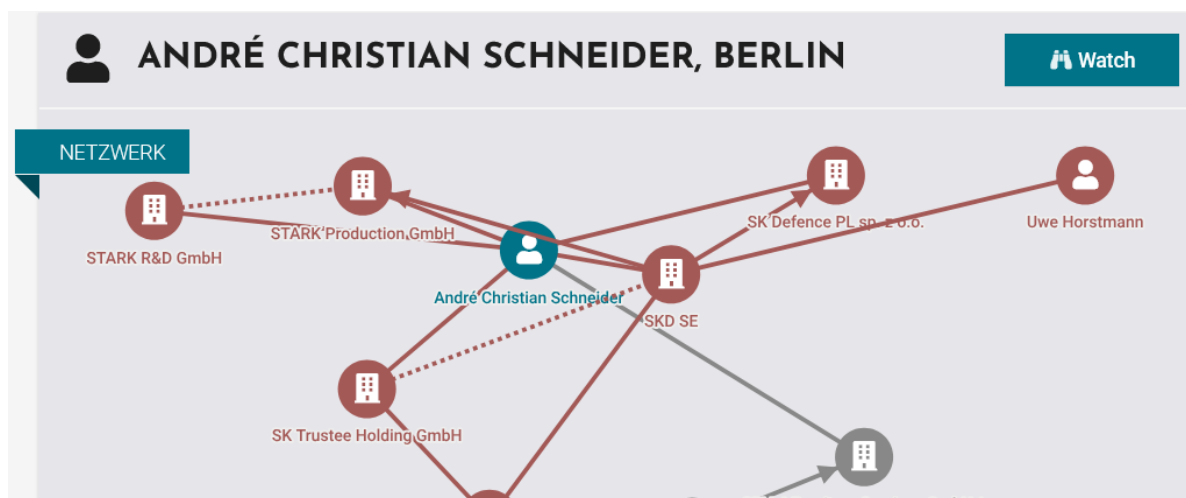 ANDRÉ CHRISTIAN SCHNEIDER, BERLIN
Watch
NETZWERK
STARK R&D GmbH
STARK Production GmbH
SK Defence PL sp. z o.o.
Uwe Horstmann
André Christian Schneider
SKD SE
SK Trustee Holding GmbH